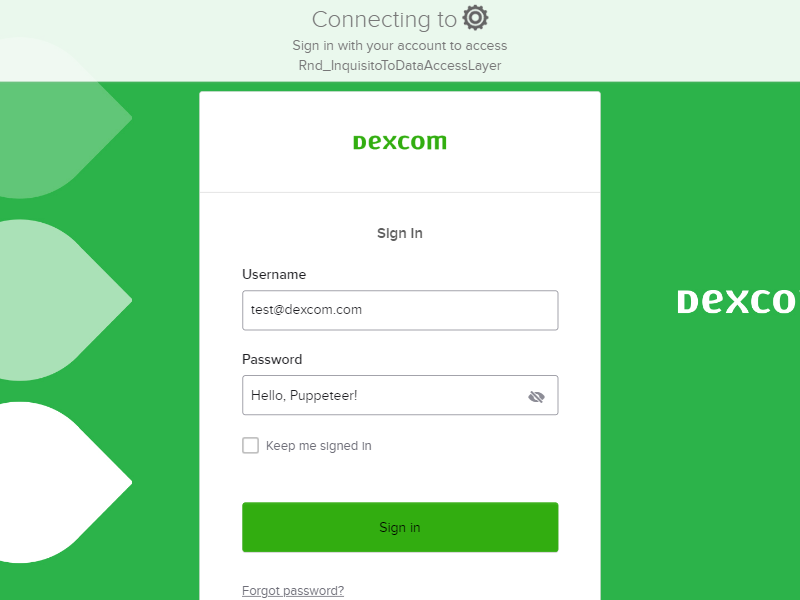 Connecting to
Sign in with your account to access
Rnd_InquisitoToDataAccessLayer
Dexcom
Sign In
Username
test@dexcom.com
Dexco
Password
Hello, Puppeteer!
Keep me signed in
Sign in
Forgot password?